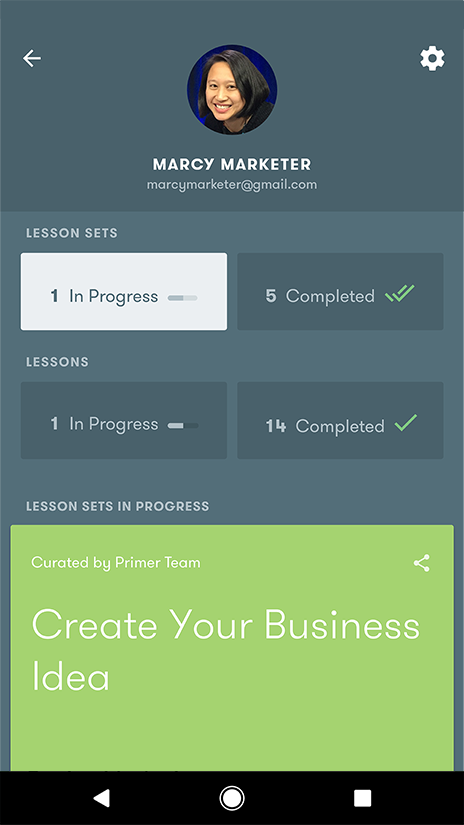 MARCY MARKETER
marcymarketer@gmail.com
LESSON SETS
1 In Progress
5 Completed
LESSONS
1 In Progress
14 Completed
LESSON SETS IN PROGRESS
Curated by Primer Team
Create Your Business
Idea